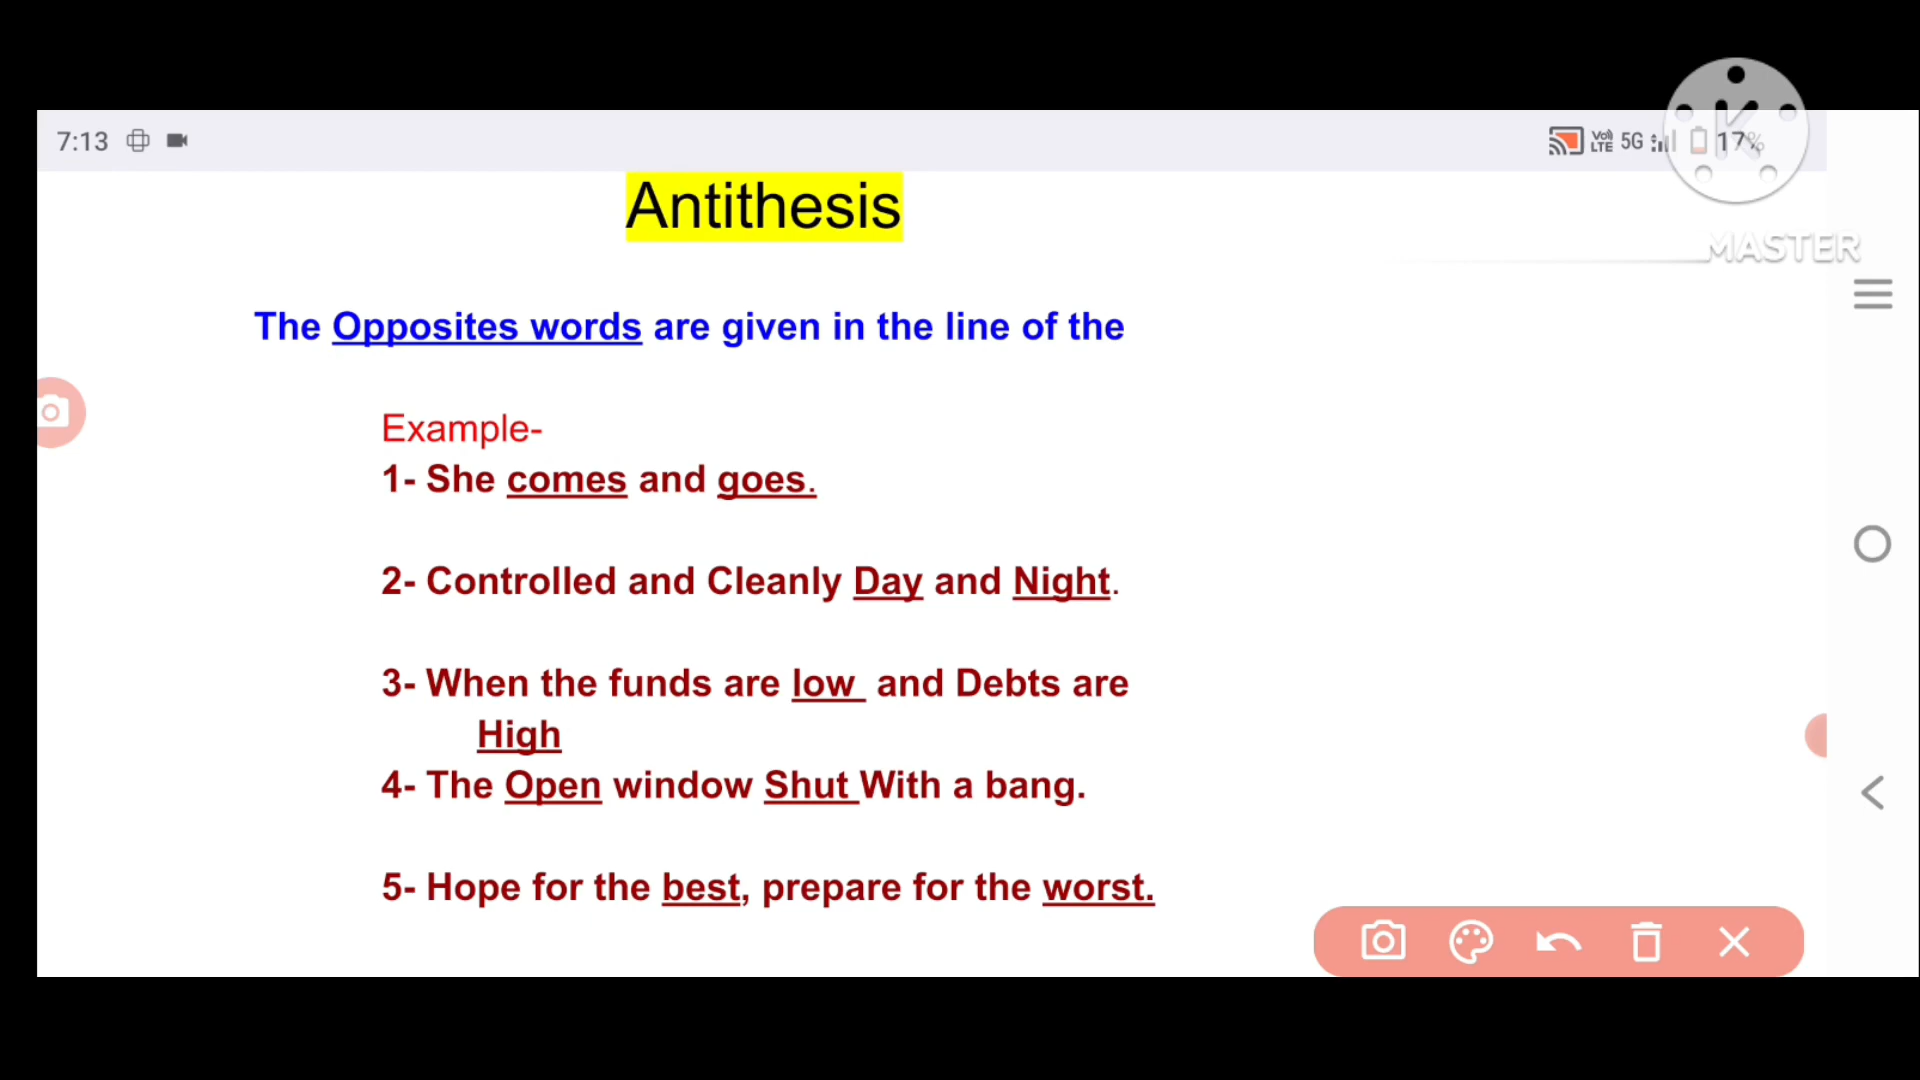 7:13
Vo)) LTE 5G 17%
K
MASTER
Antithesis
The Opposites words are given in the line of the
Example-
1- She comes and goes.
2- Controlled and Cleanly Day and Night.
3- When the funds are low and Debts are
High
4- The Open window Shut With a bang.
5- Hope for the best, prepare for the worst.